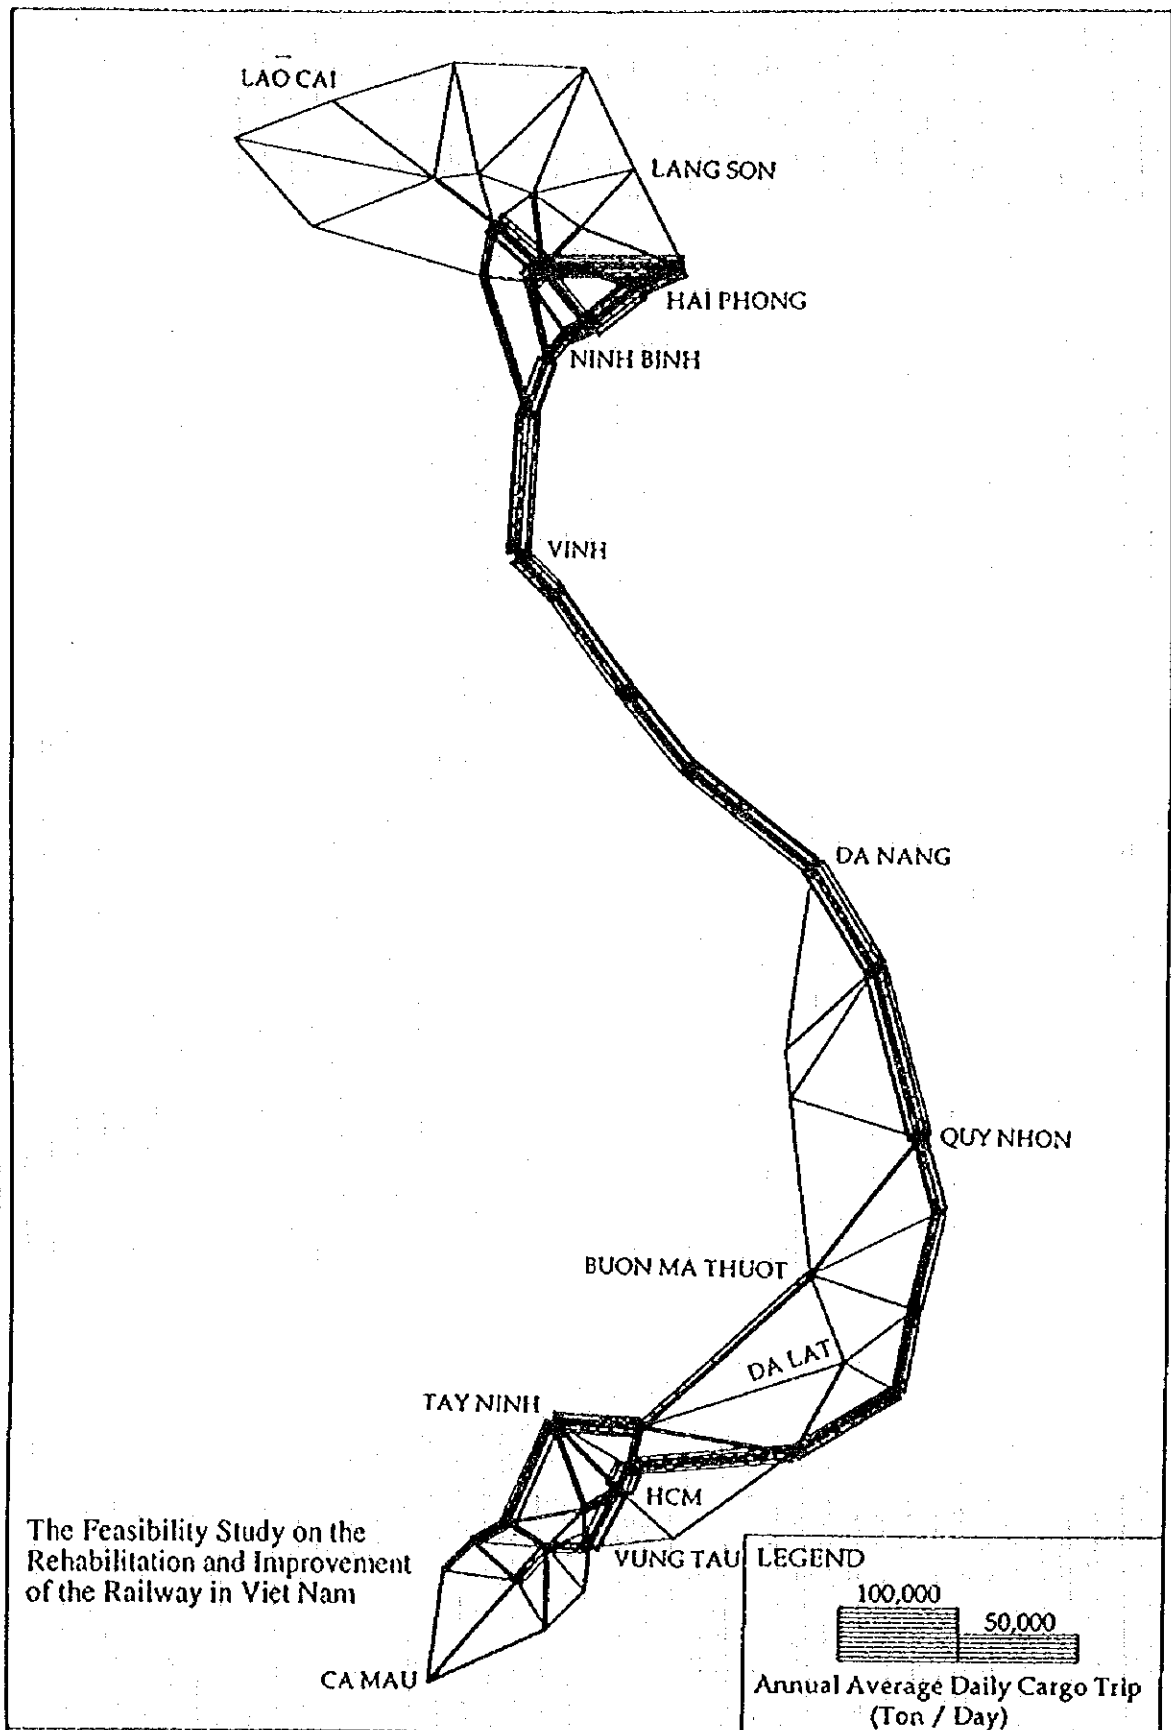 LAO CAI
LANG SON
HAI PHONG
NINH BINH
VINH
DA NANG
QUY NHON
BUON MA THUOT
DA LAT
TAY NINH
HCM
VUNG TAU
The Feasibility Study on the
Rehabilitation and Improvement
of the Railway in Viet Nam
CA MAU
LEGEND
100,000
50,000
Annual Average Daily Cargo Trip
(Ton / Day)